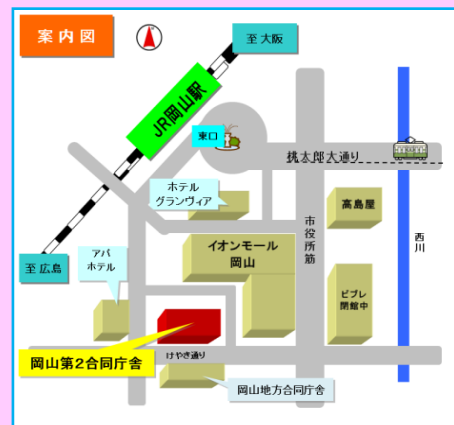 案内図
至 大阪
JR岡山駅
東口
桃太郎大通り
ホテル
グランヴィア
高島屋
市役所筋
西川
イオンモール
岡山
至 広島
アパ
ホテル
ビブレ
閉館中
けやき通り
岡山第2合同庁舎
岡山地方合同庁舎